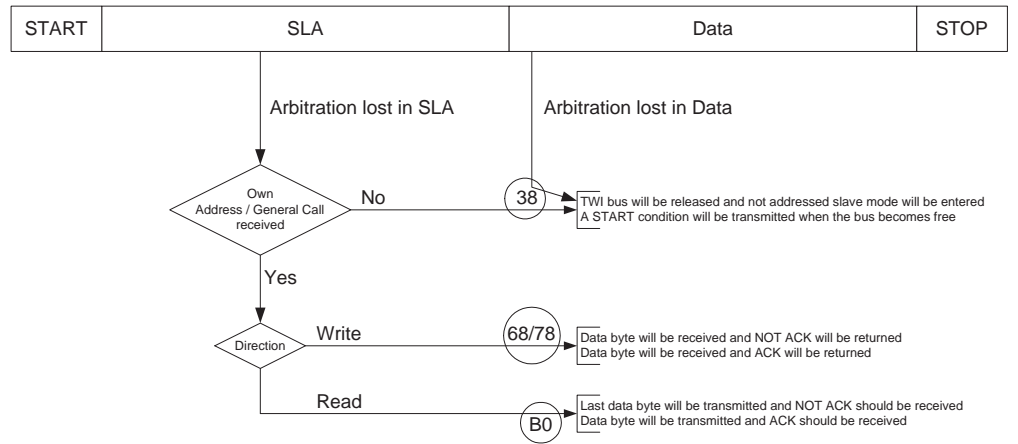 START SLA Data STOP
Arbitration lost in SLA Arbitration lost in Data
Own
Address / General Call
received
No 38
TWI bus will be released and not addressed slave mode will be entered
A START condition will be transmitted when the bus becomes free
Yes
Direction
Write 68/78
Data byte will be received and NOT ACK will be returned
Data byte will be received and ACK will be returned
Read B0
Last data byte will be transmitted and NOT ACK should be received
Data byte will be transmitted and ACK should be received